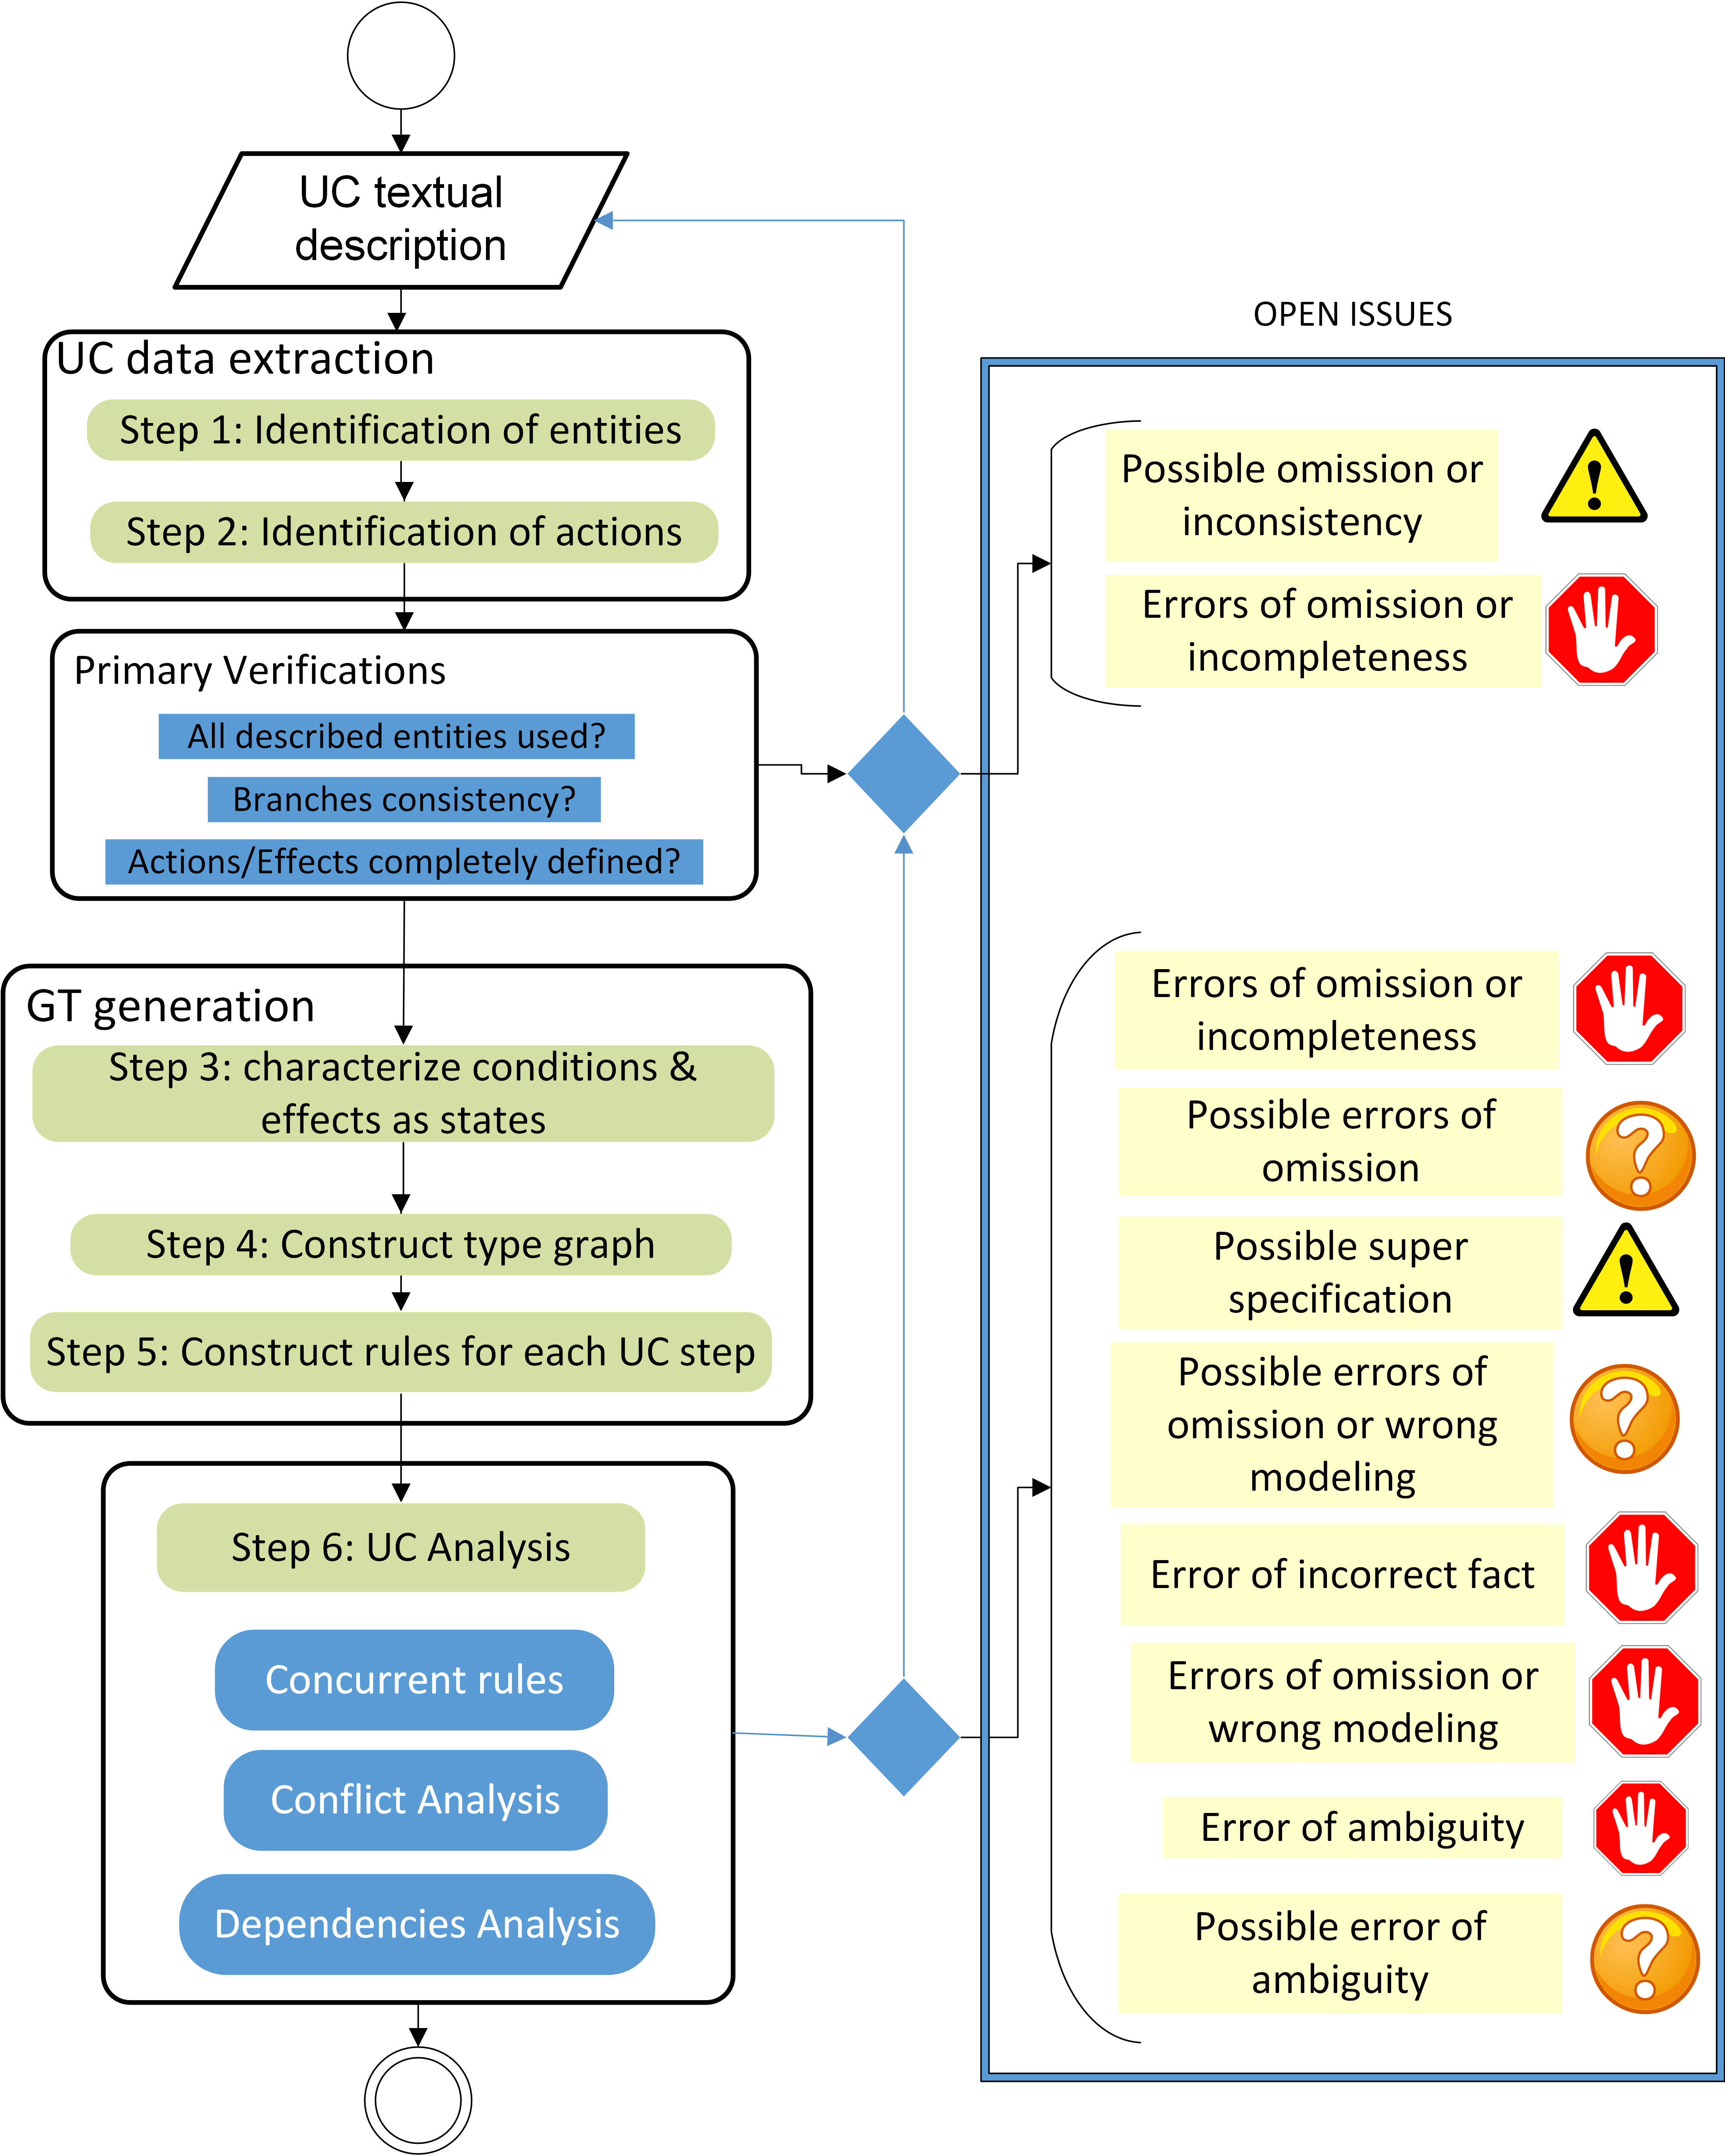 UC textual
description
UC data extraction
Step 1: Identification of entities
Step 2: Identification of actions
Primary Verifications
All described entities used?
Branches consistency?
Actions/Effects completely defined?
GT generation
Step 3: characterize conditions &
effects as states
Step 4: Construct type graph
Step 5: Construct rules for each UC step
Step 6: UC Analysis
Concurrent rules
Conflict Analysis
Dependencies Analysis
OPEN ISSUES
Possible omission or
inconsistency
Errors of omission or
incompleteness
Errors of omission or
incompleteness
Possible errors of
omission
Possible super
specification
Possible errors of
omission or wrong
modeling
Error of incorrect fact
Errors of omission or
wrong modeling
Error of ambiguity
Possible error of
ambiguity